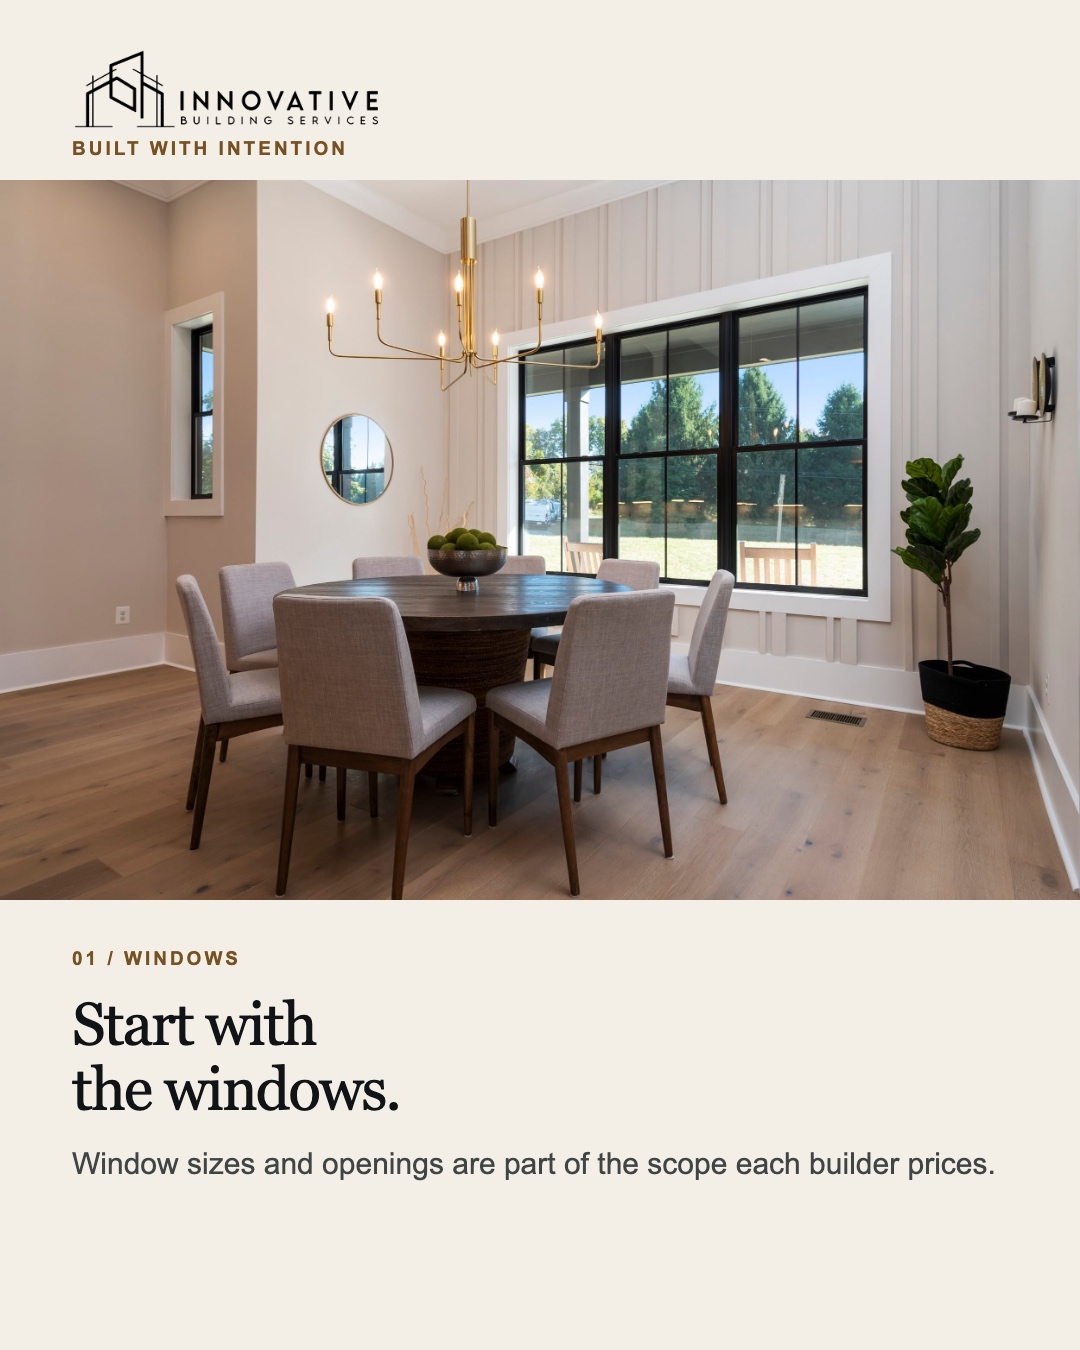 INNOVATIVE
BUILDING SERVICES
BUILT WITH INTENTION
01 / WINDOWS
Start with
the windows.
Window sizes and openings are part of the scope each builder prices.